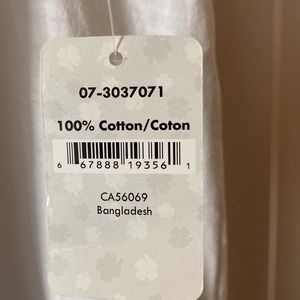 07-3037071
100% Cotton/Coton
6 67888 19356 1
CA56069
Bangladesh